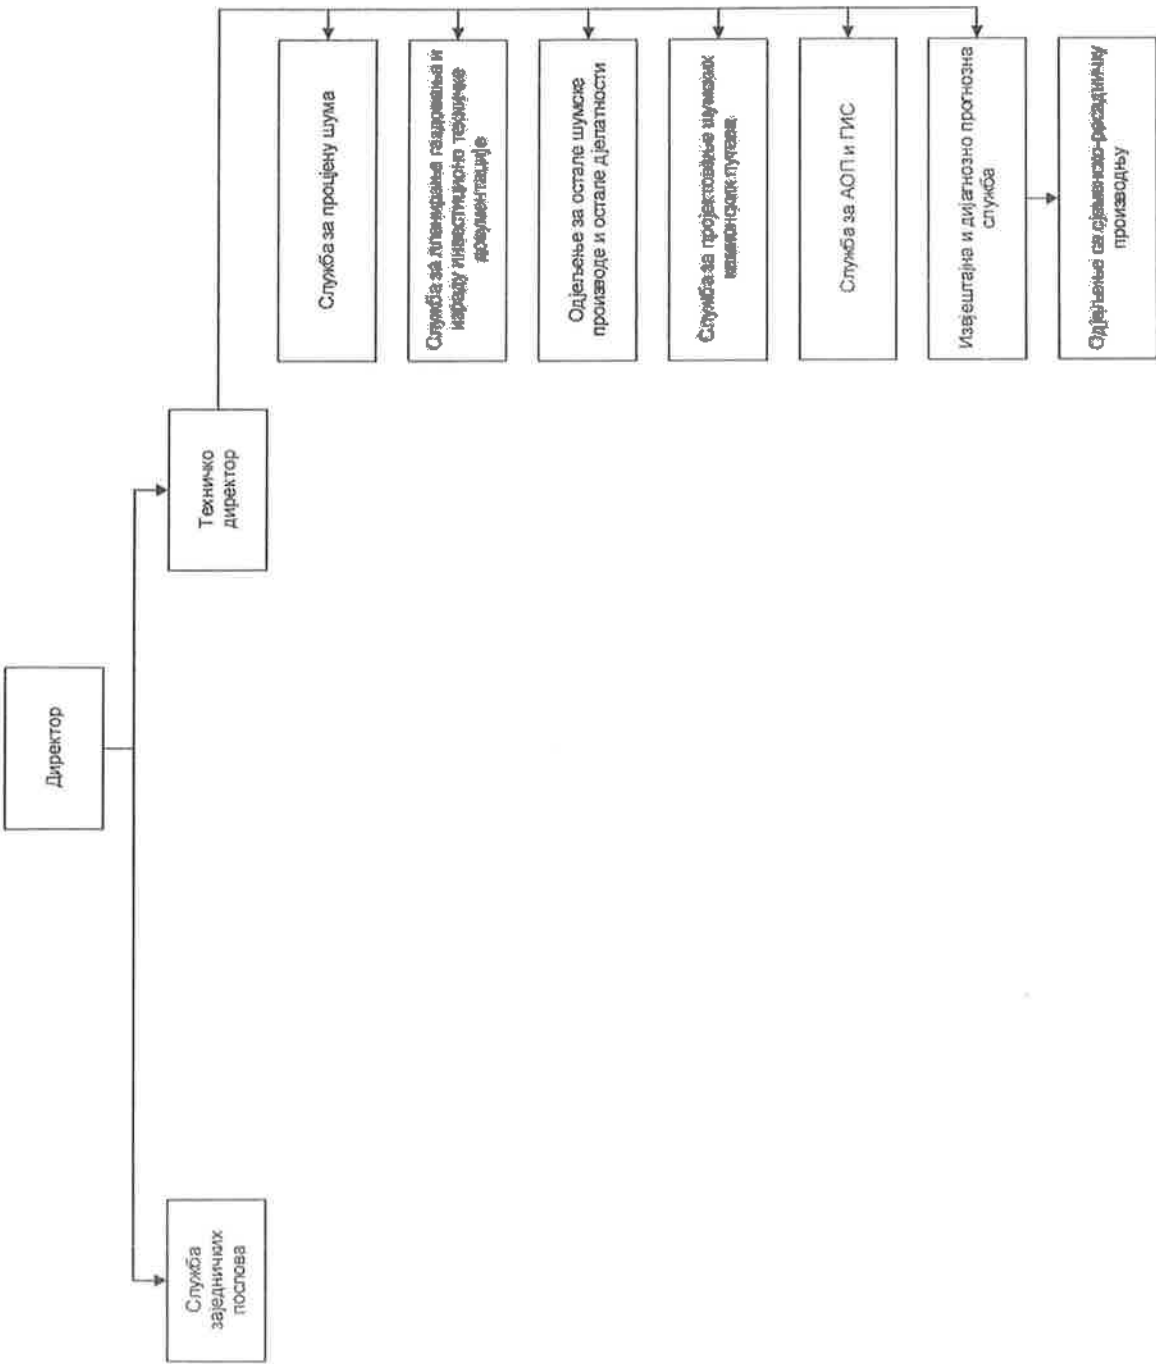 Директор
Служба
заједничких
послова
Техничко
директор
Служба за процјену шума
Служба за планирање газдовања и
израду инвестиционо техничке
документације
Одјељење за остале шумске
производе и остале дјелатности
Служба за пројектовање шумских
камионских путева
Служба за АОП и ГИС
Извјештајна и дијагнозно прогнозна
служба
Одјељење са сјеменско-расадничку
производњу